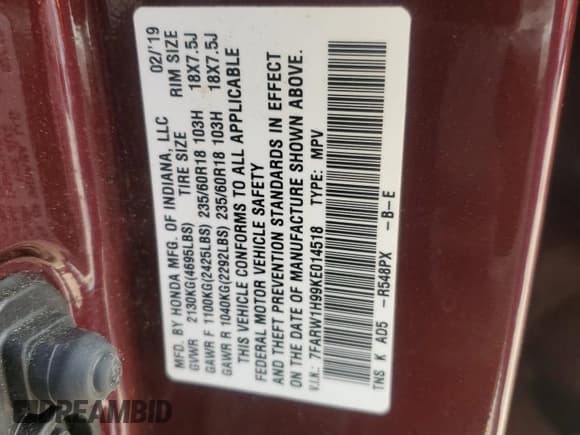 MFD. BY HONDA MFG. OF INDIANA, LLC 02/'19
GVWR 2130KG(4695LBS) TIRE SIZE RIM SIZE
GAWR F 1100KG(2425LBS) 235/60R18 103H 18X7.5J
GAWR R 1040KG(2292LBS) 235/60R18 103H 18X7.5J
THIS VEHICLE CONFORMS TO ALL APPLICABLE
FEDERAL MOTOR VEHICLE SAFETY
AND THEFT PREVENTION STANDARDS IN EFFECT
ON THE DATE OF MANUFACTURE SHOWN ABOVE.
V.I.N.: 7FARW1H99KE014518 TYPE: MPV
TNS K AD5 -R548PX -B-E
DREAMBID